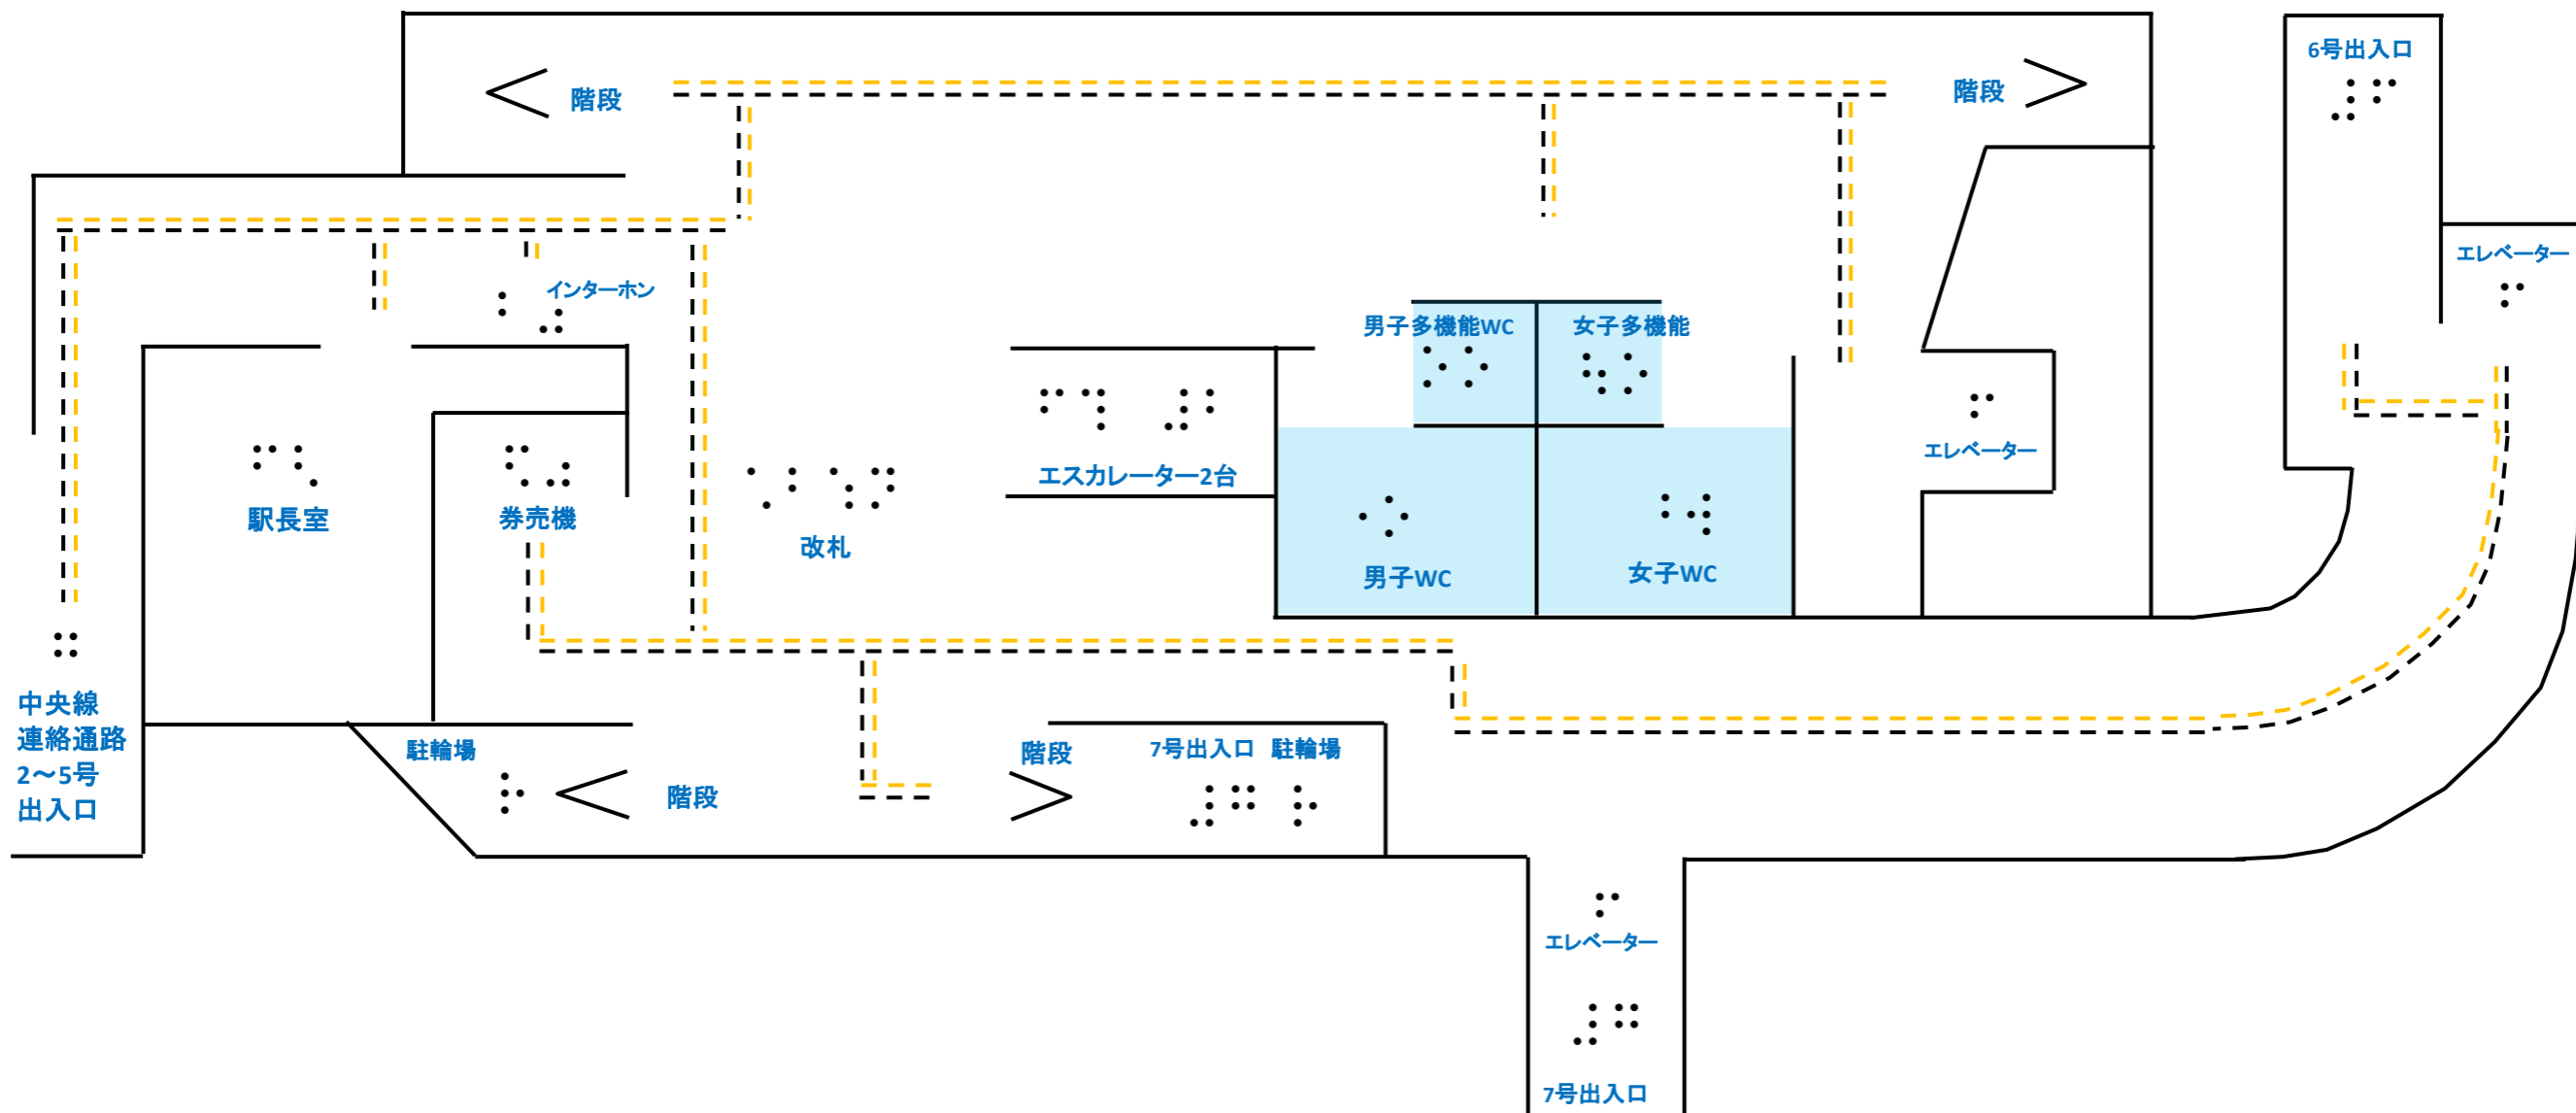 6号出入口
階段
階段
エレベーター
インターホン
男子多機能WC
女子多機能
エレベーター
エスカレーター2台
駅長室
券売機
改札
男子WC
女子WC
中央線
連絡通路
2～5号
出入口
駐輪場
階段
階段
7号出入口 駐輪場
エレベーター
7号出入口